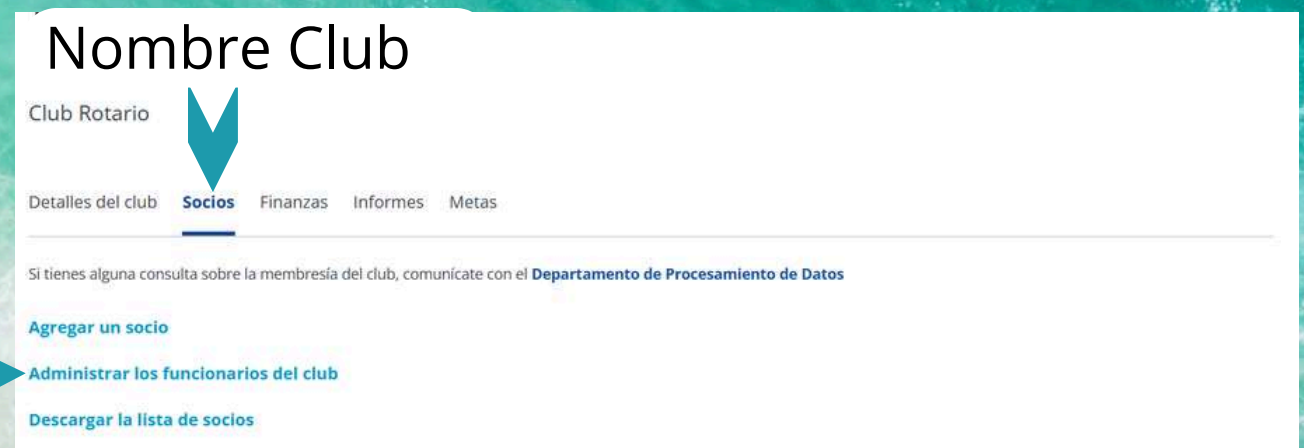 Nombre Club
Club Rotario
Detalles del club Socios Finanzas Informes Metas
Si tienes alguna consulta sobre la membresía del club, comunícate con el Departamento de Procesamiento de Datos
Agregar un socio
Administrar los funcionarios del club
Descargar la lista de socios